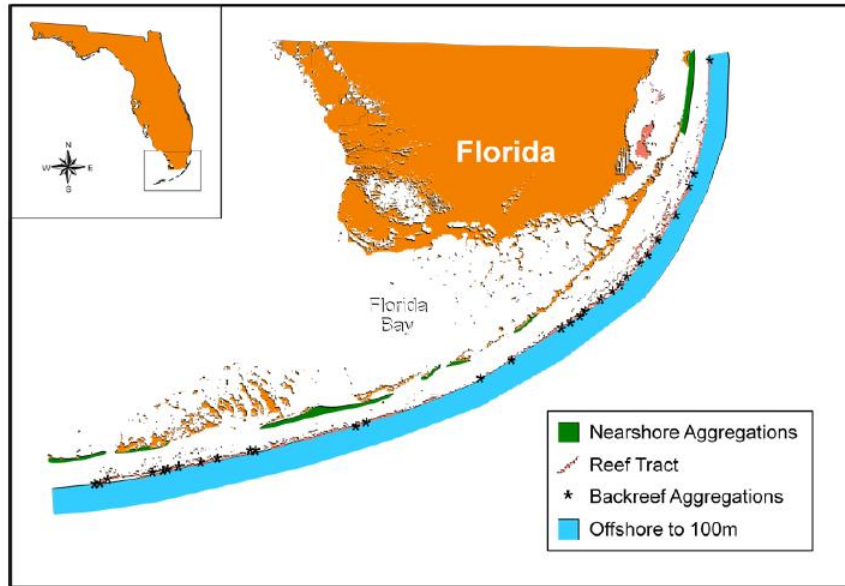 N
W E
S
Florida
Florida
Bay
Nearshore Aggregations
Reef Tract
Backreef Aggregations
Offshore to 100m